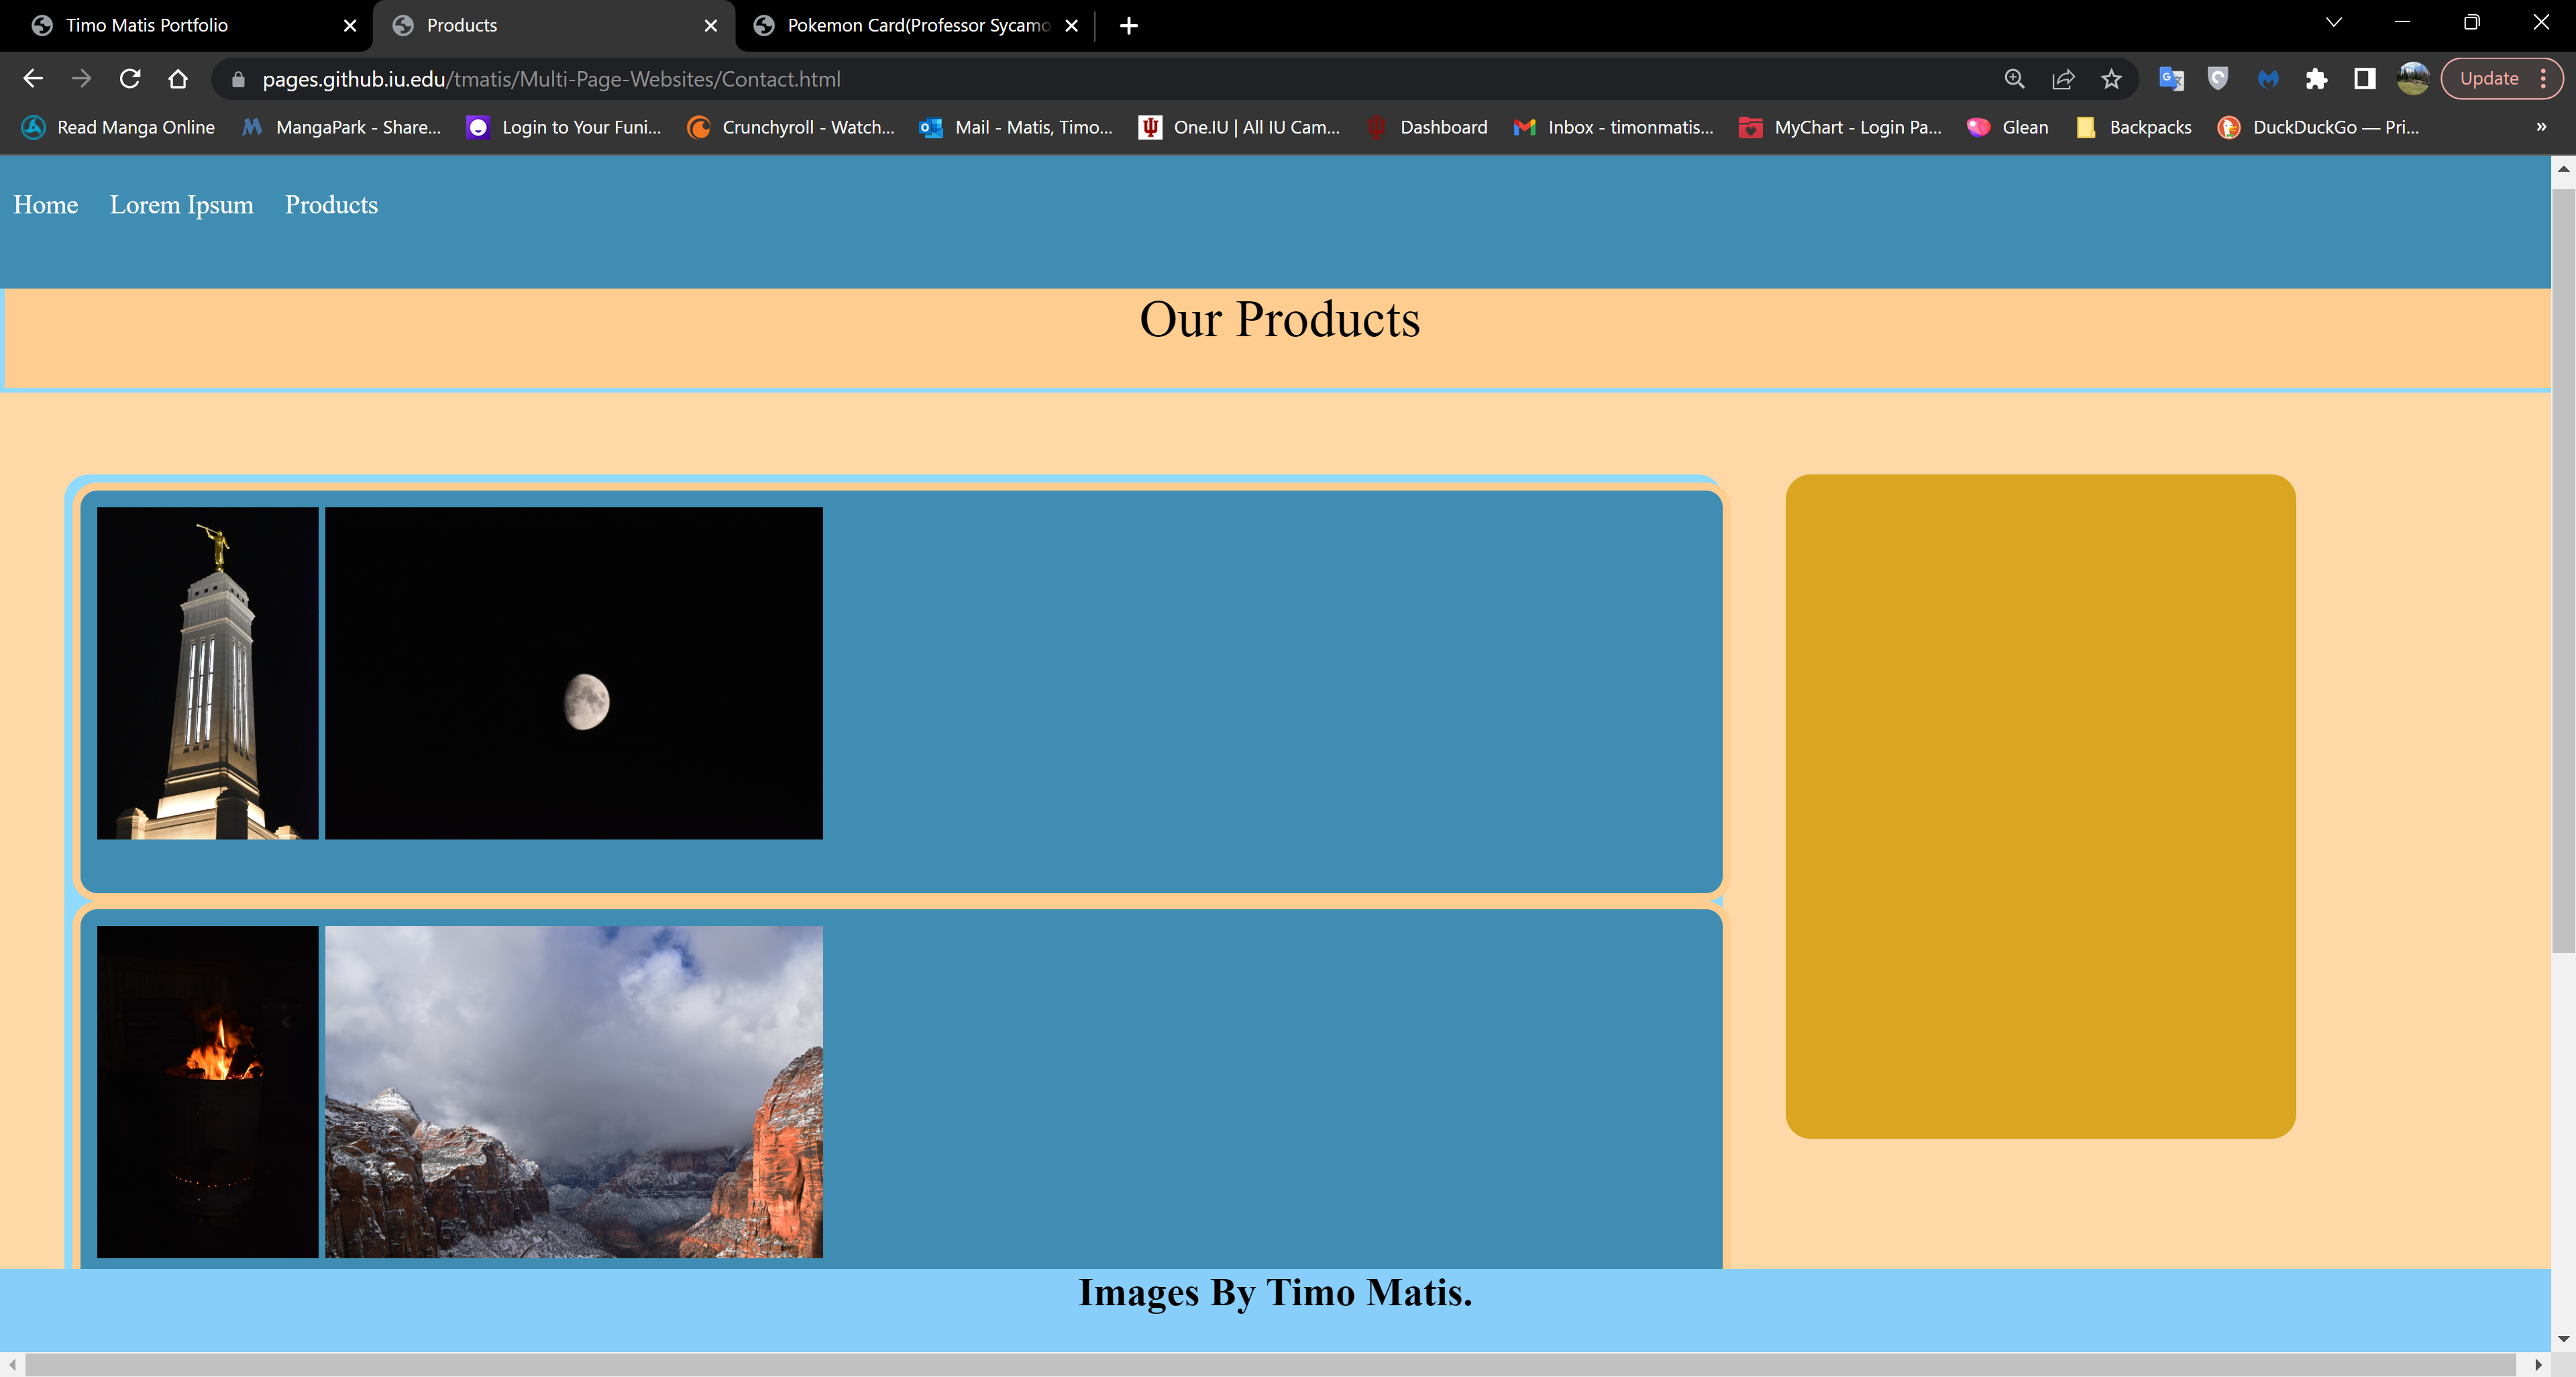 Timo Matis Portfolio
Products
Pokemon Card(Professor Sycamo
pages.github.iu.edu/tmatis/Multi-Page-Websites/Contact.html
Update
Read Manga Online
MangaPark - Share...
Login to Your Funi...
Crunchyroll - Watch...
Mail - Matis, Timo...
One.IU | All IU Cam...
Dashboard
Inbox - timonmatis...
MyChart - Login Pa...
Glean
Backpacks
DuckDuckGo — Pri...
»
Home Lorem Ipsum Products
Our Products
Images By Timo Matis.